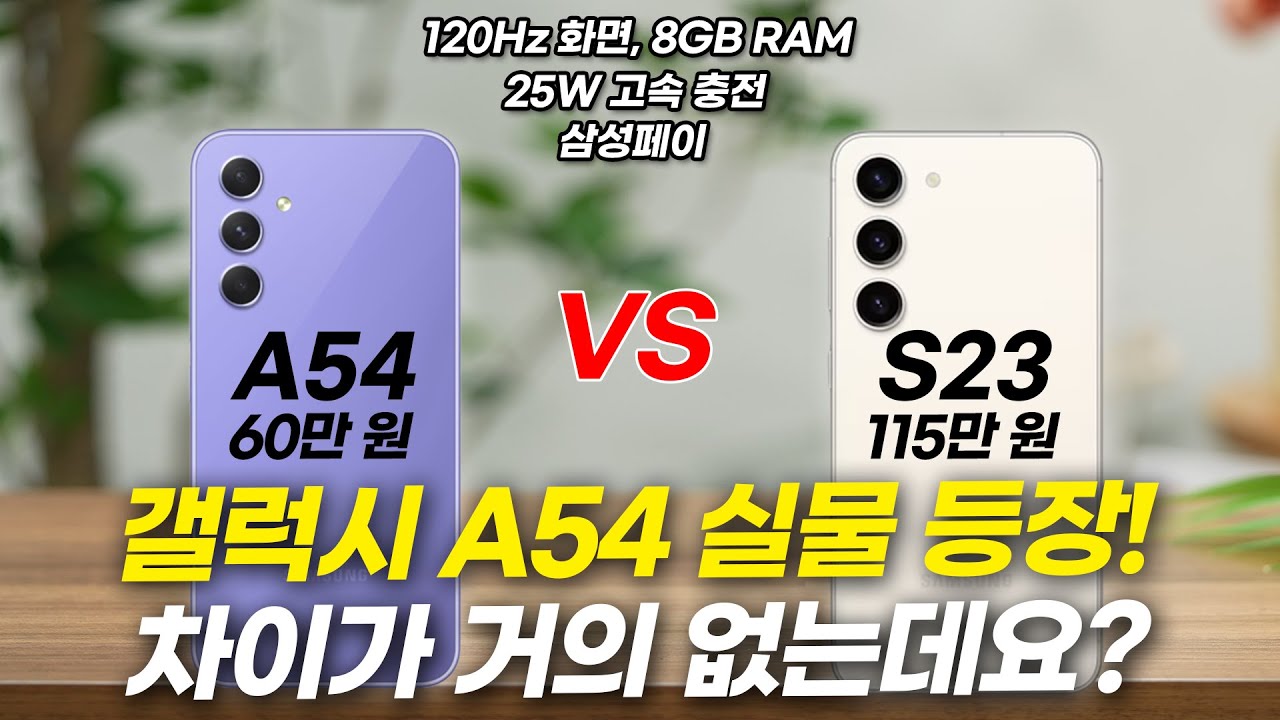 120Hz 화면, 8GB RAM
25W 고속 충전
삼성페이
A54
60만 원
VS
S23
115만 원
갤럭시 A54 실물 등장!
SAMSUNG
SAMSUNG
차이가 거의 없는데요?